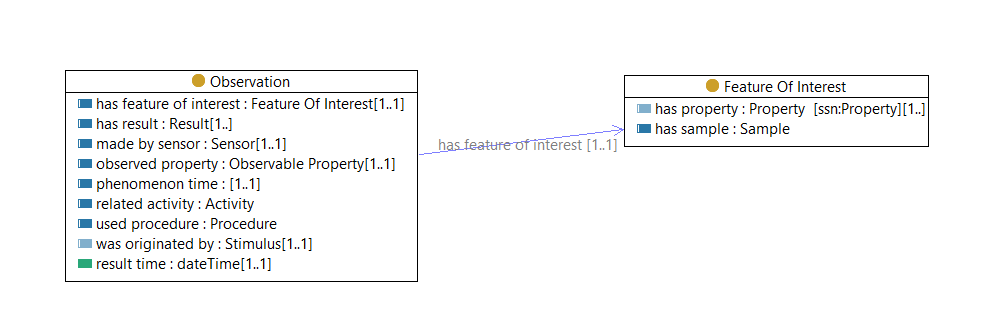 Observation
has feature of interest : Feature Of Interest[1..1]
has result : Result[1..]
made by sensor : Sensor[1..1]
observed property : Observable Property[1..1]
phenomenon time : [1..1]
related activity : Activity
used procedure : Procedure
was originated by : Stimulus[1..1]
result time : dateTime[1..1]
has feature of interest [1..1]
Feature Of Interest
has property : Property [ssn:Property][1..]
has sample : Sample